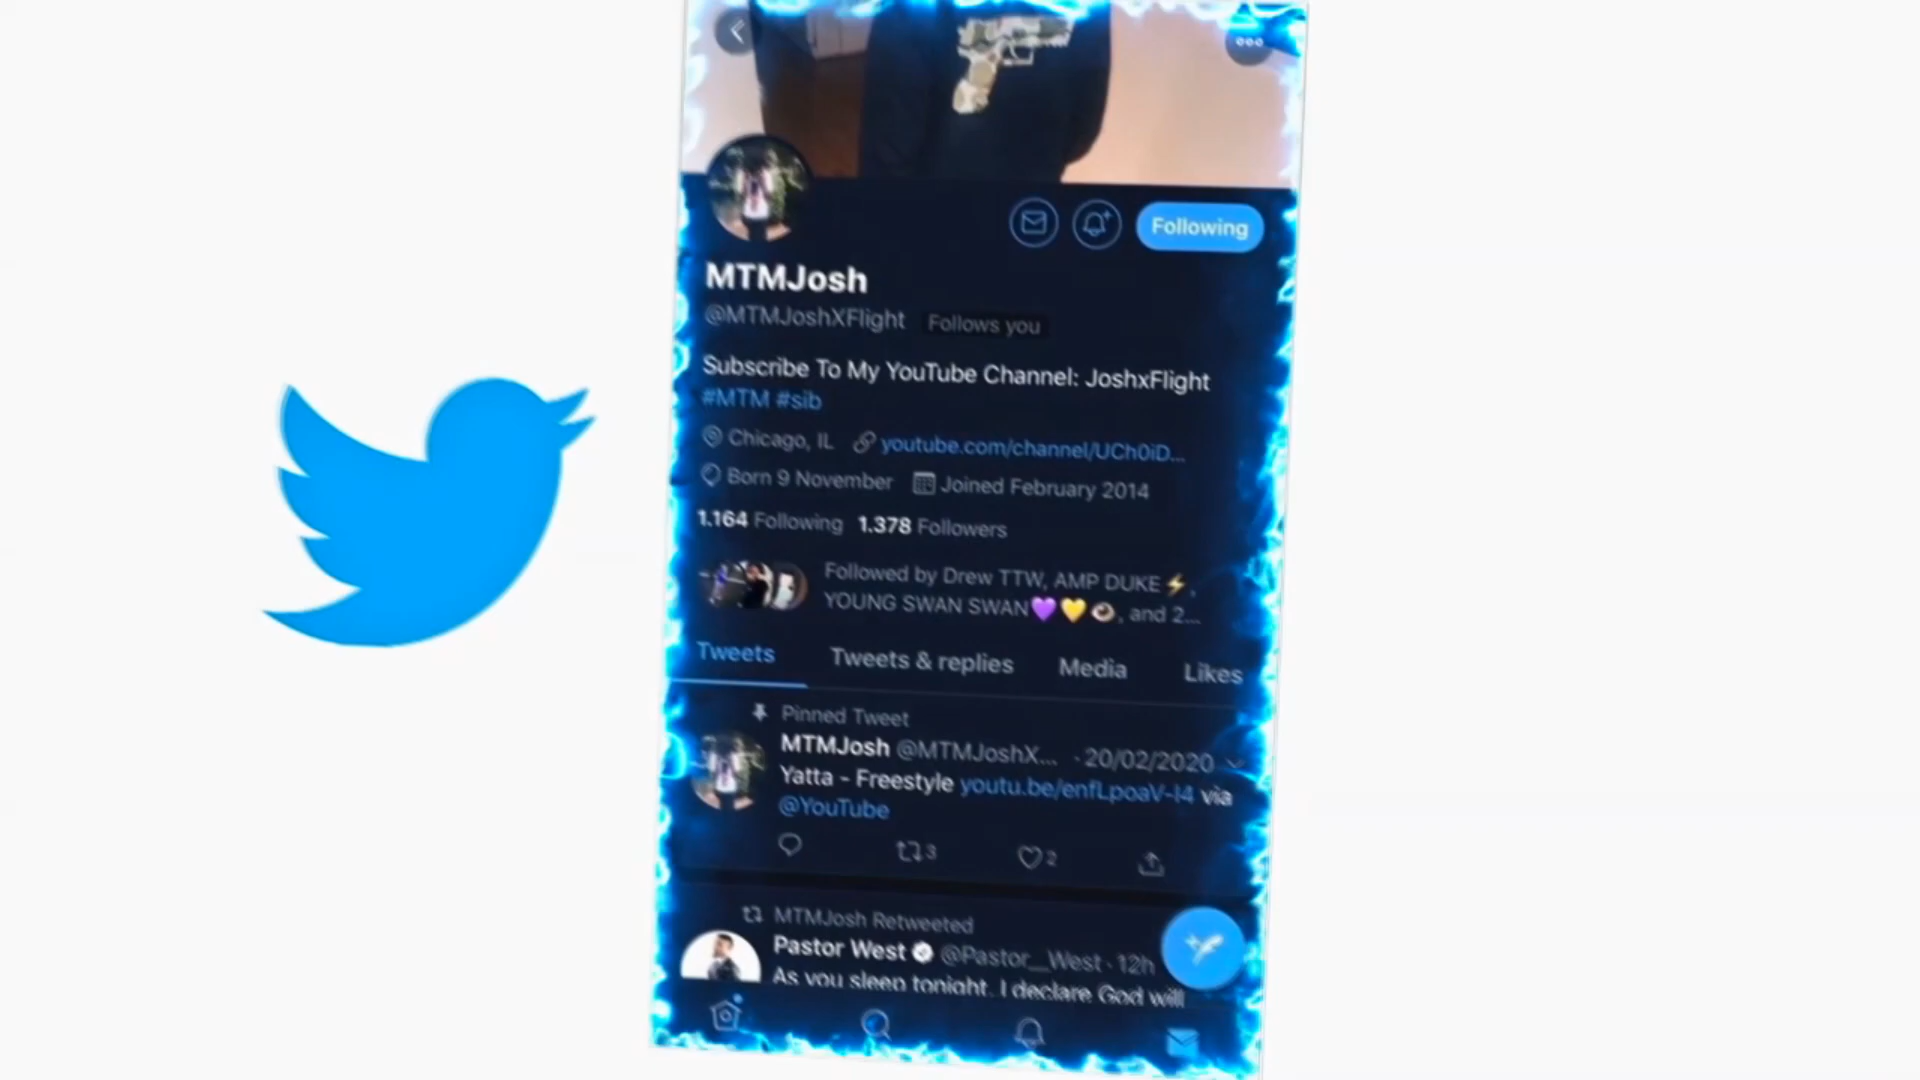 Following
MTMJosh
@MTMJoshXFlight Follows you
Subscribe To My YouTube Channel: JoshxFlight
#MTM #sib
Chicago, IL youtube.com/channel/UCh0iD...
Born 9 November Joined February 2014
1.164 Following 1.378 Followers
Followed by Drew TTW, AMP DUKE⚡,
YOUNG SWAN SWAN💜💛👁, and 2...
Tweets Tweets & replies Media Likes
Pinned Tweet
MTMJosh @MTMJoshX... · 20/02/2020
Yatta - Freestyle youtu.be/enfLpoaV-I4 via
@YouTube
3 2
MTMJosh Retweeted
Pastor West @Pastor__West · 12h
As you sleep tonight, I declare God will